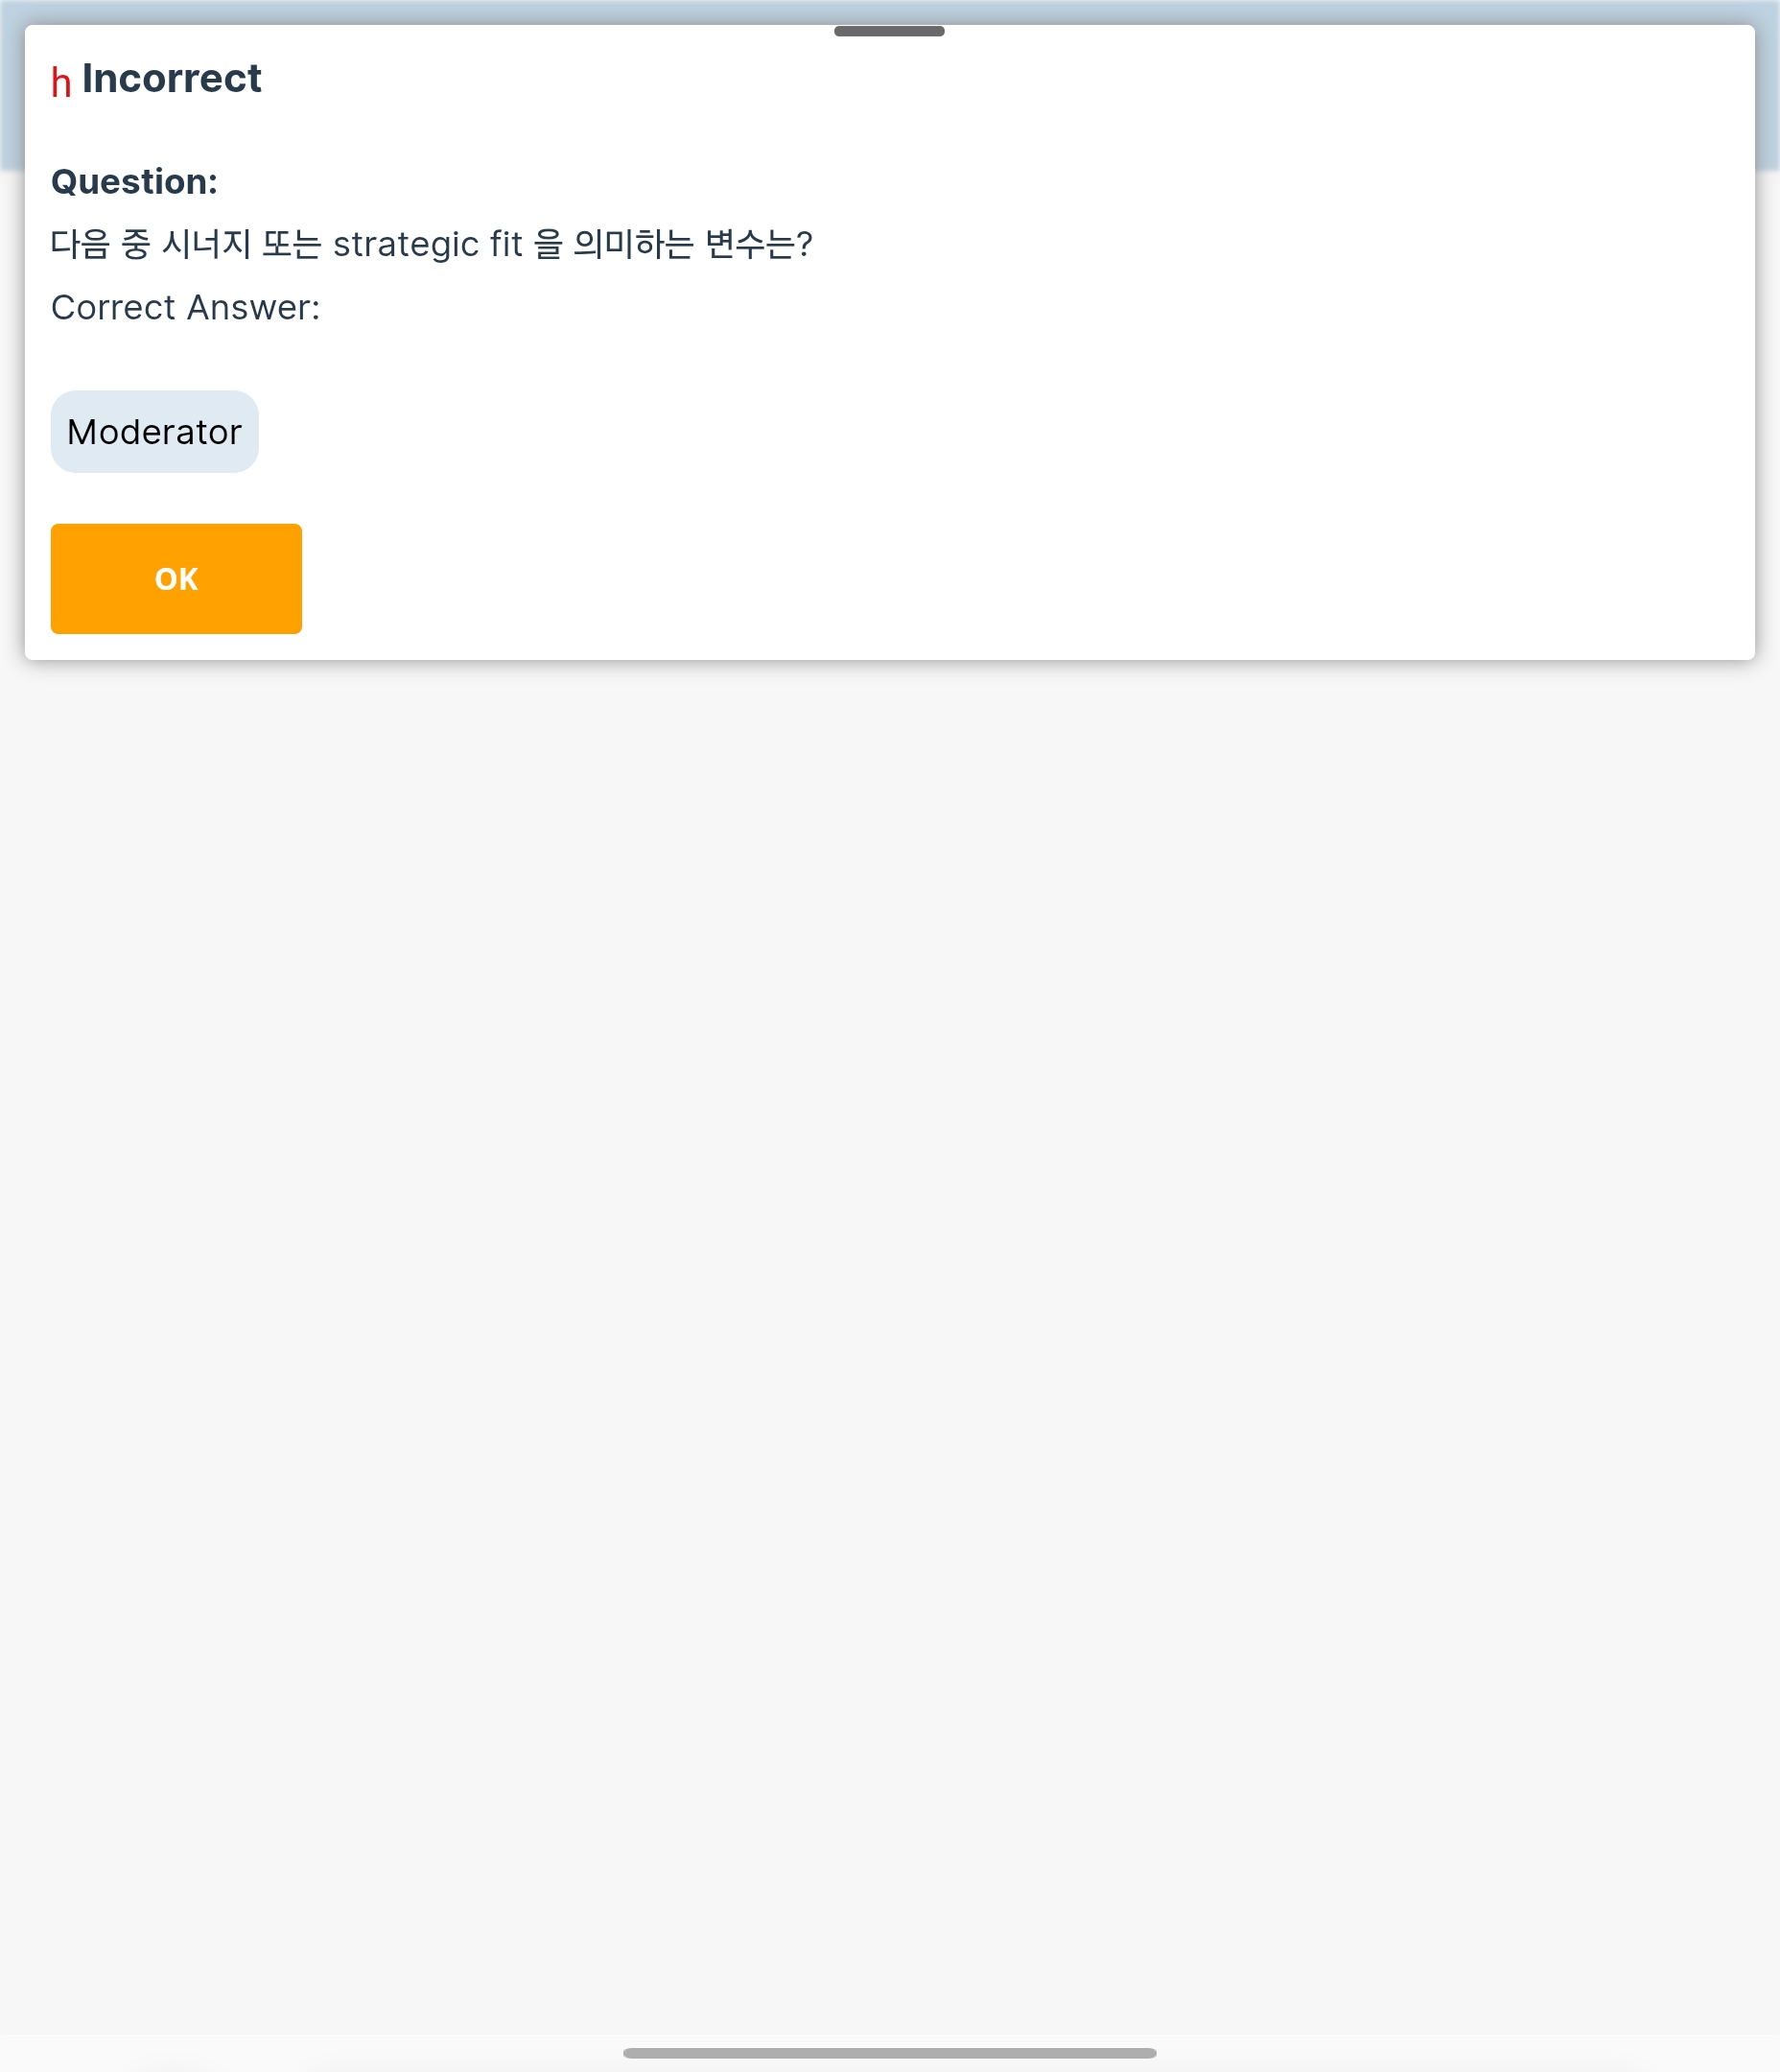 h Incorrect
Question:
다음 중 시너지 또는 strategic fit 을 의미하는 변수는?
Correct Answer:
Moderator
OK